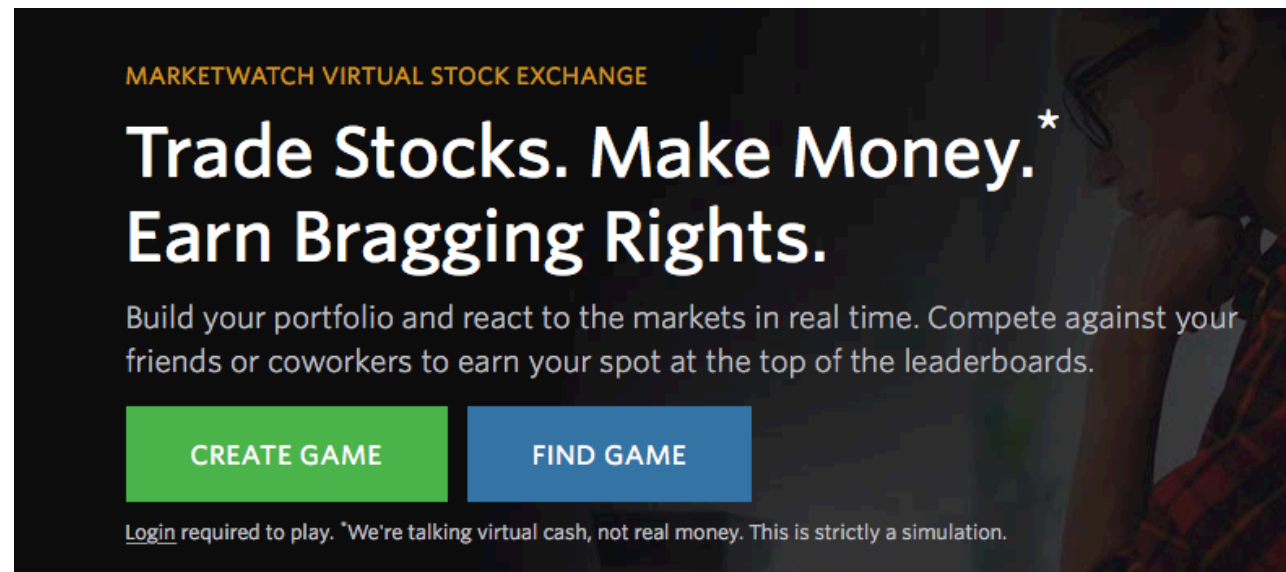 MARKETWATCH VIRTUAL STOCK EXCHANGE
Trade Stocks. Make Money.*
Earn Bragging Rights.
Build your portfolio and react to the markets in real time. Compete against your
friends or coworkers to earn your spot at the top of the leaderboards.
CREATE GAME FIND GAME
Login required to play. *We're talking virtual cash, not real money. This is strictly a simulation.